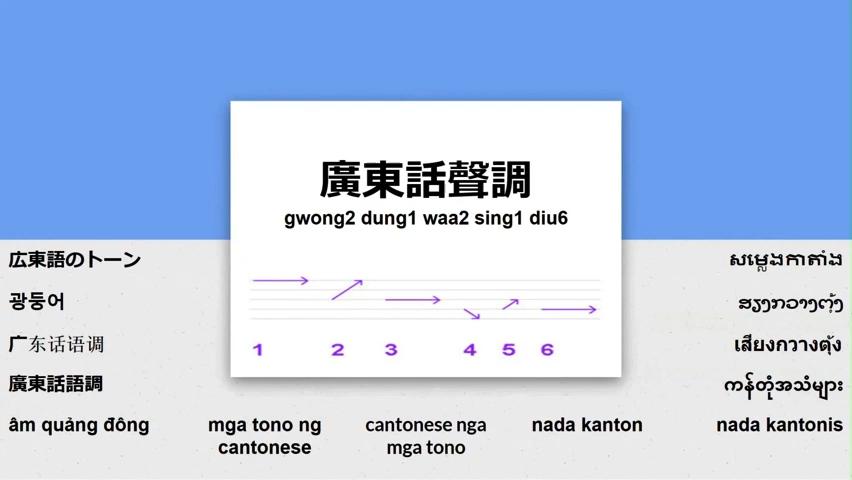 廣東話聲調
gwong2 dung1 waa2 sing1 diu6
1 2 3 4 5 6
広東語のトーン
광둥어
广东话语调
廣東話語調
âm quảng đông
mga tono ng
cantonese
cantonese nga
mga tono
nada kanton
សម្លេងកាតាំង
ສຽງກວາງຕຸ້ງ
เสียงกวางตุ้ง
ကန်တုံအသံများ
nada kantonis